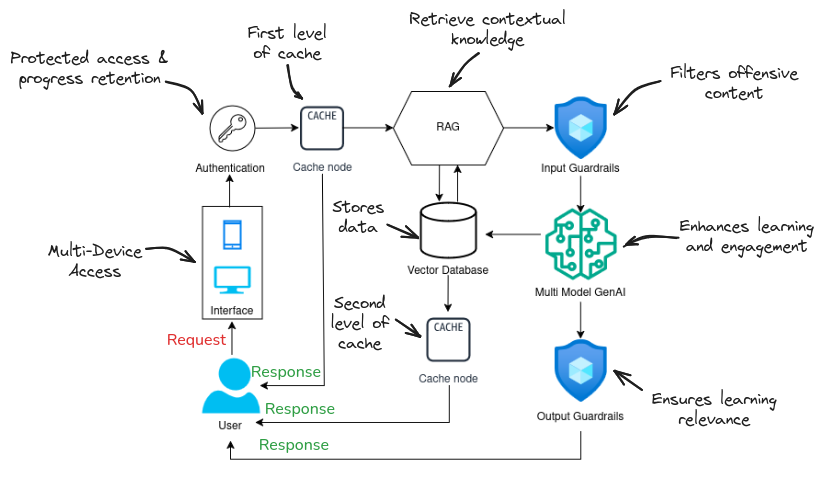 Retrieve contextual
knowledge
First level
of cache
Protected access &
progress retention
Filters offensive
content
CACHE
RAG
Authentication
Cache node
Input Guardrails
Stores
data
Enhances learning
and engagement
Multi-Device
Access
Vector Database
Multi Model GenAI
Interface
Second
level of
cache
CACHE
Request
Response
Cache node
Ensures learning
relevance
Response
Output Guardrails
User
Response